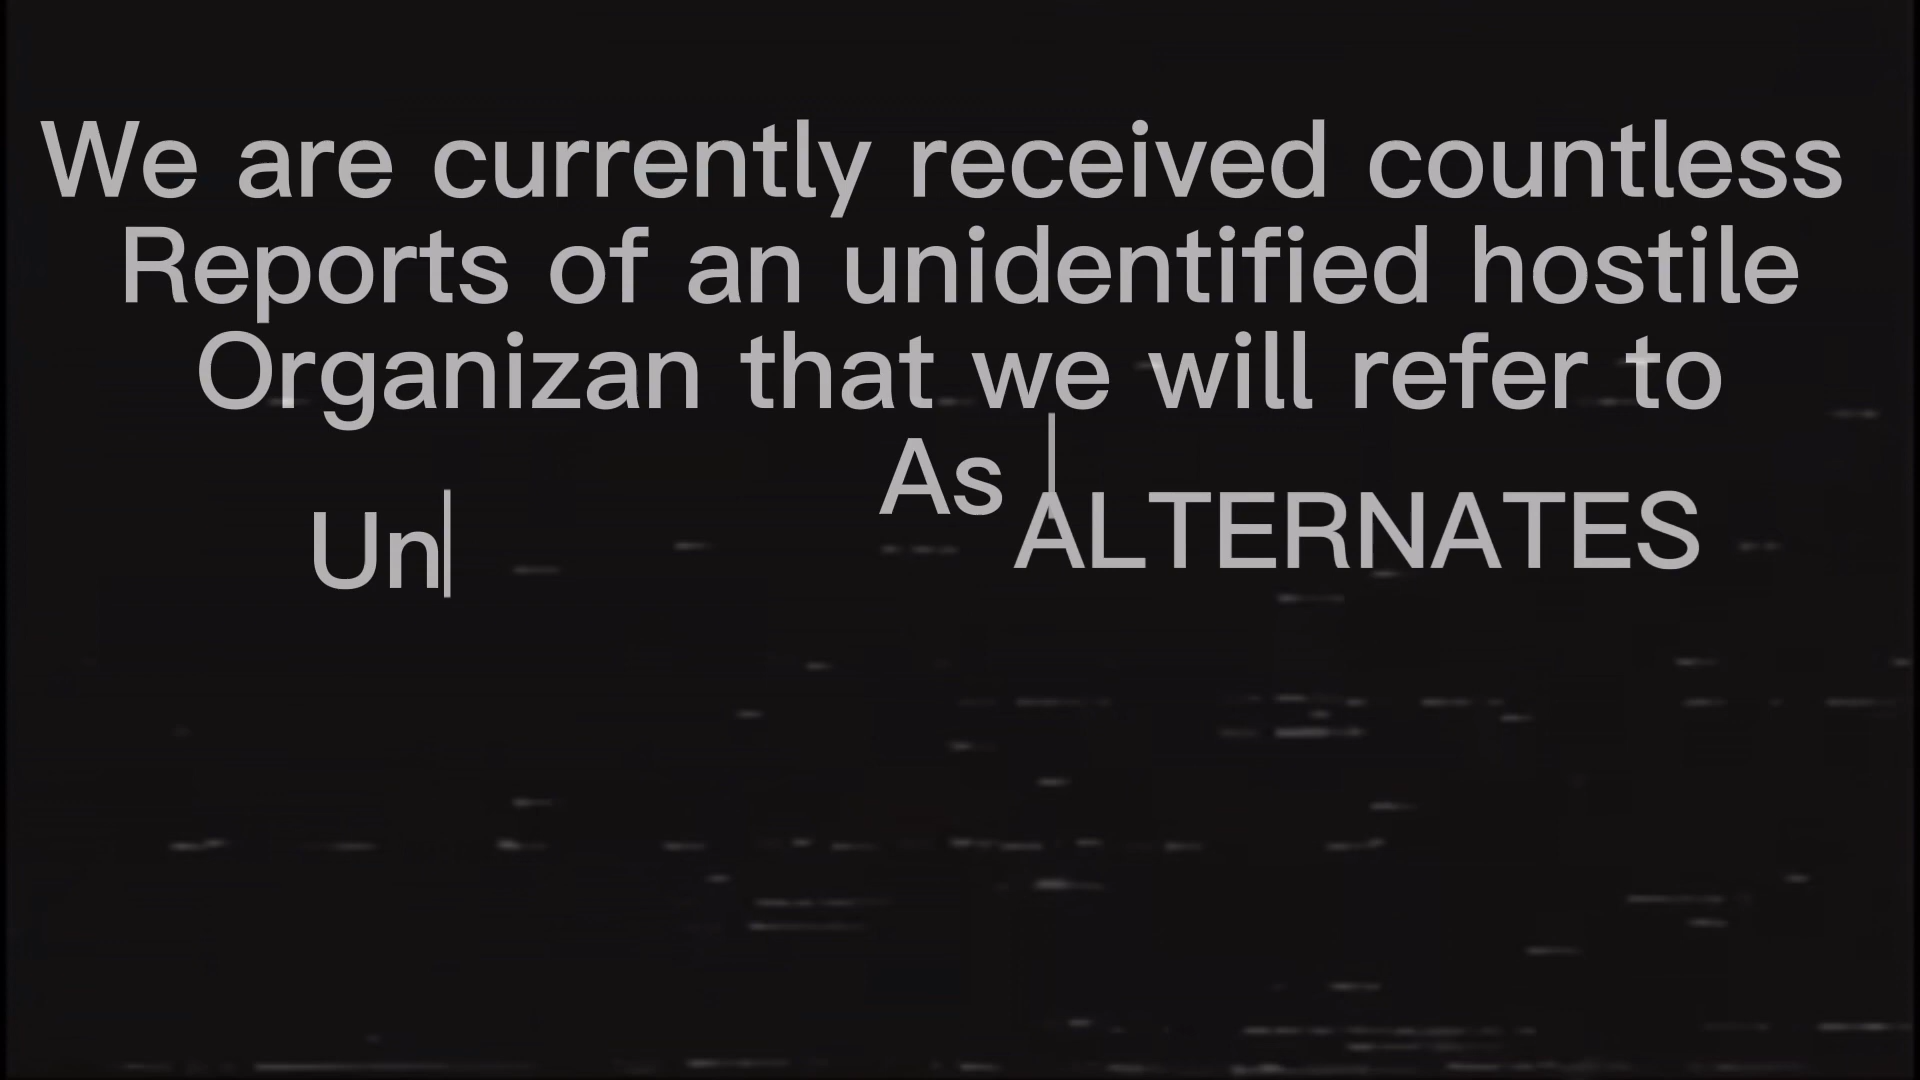 We are currently received countless
Reports of an unidentified hostile
Organizan that we will refer to
As
ALTERNATES
Un